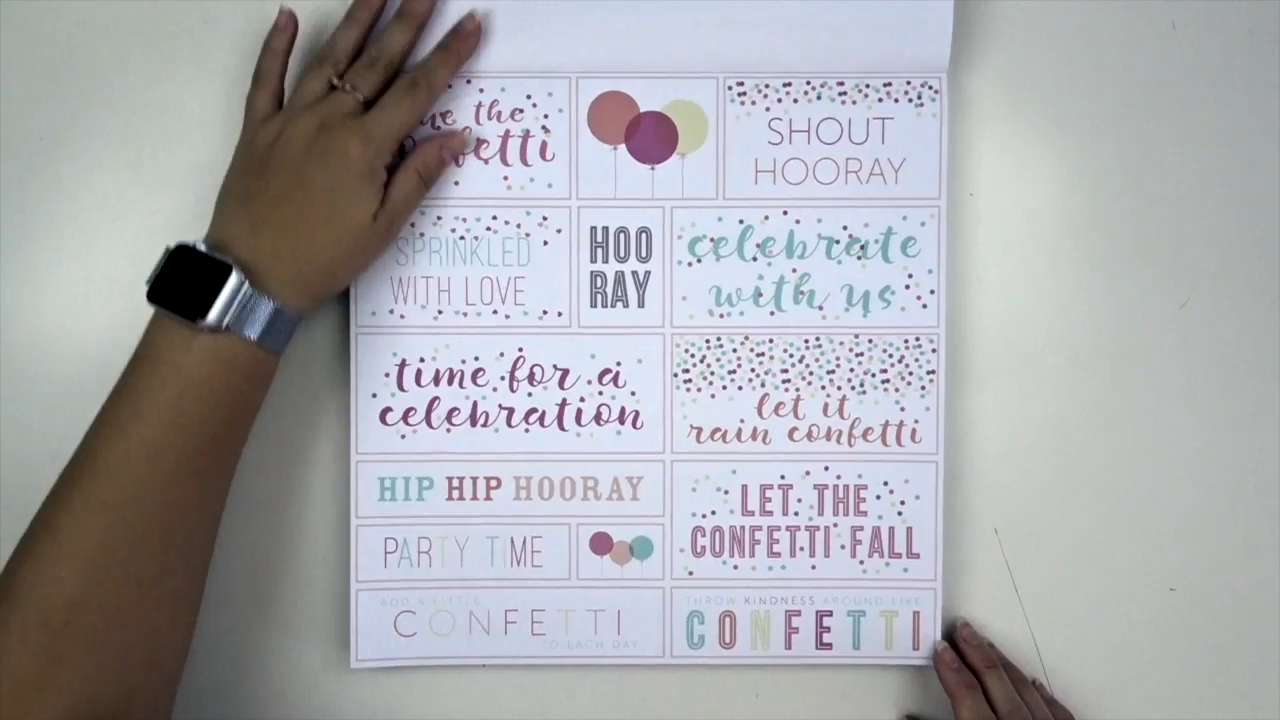 the
SHOUT
HOORAY
SPRINKLED
WITH LOVE
HOO
RAY
celebrate
with us
time for a
celebration
let it
rain confetti
HIP HIP HOORAY
LET THE
CONFETTI FALL
PARTY TIME
ADD A LITTLE
CONFETTI
TO EACH DAY
THROW KINDNESS AROUND LIKE
CONFETTI